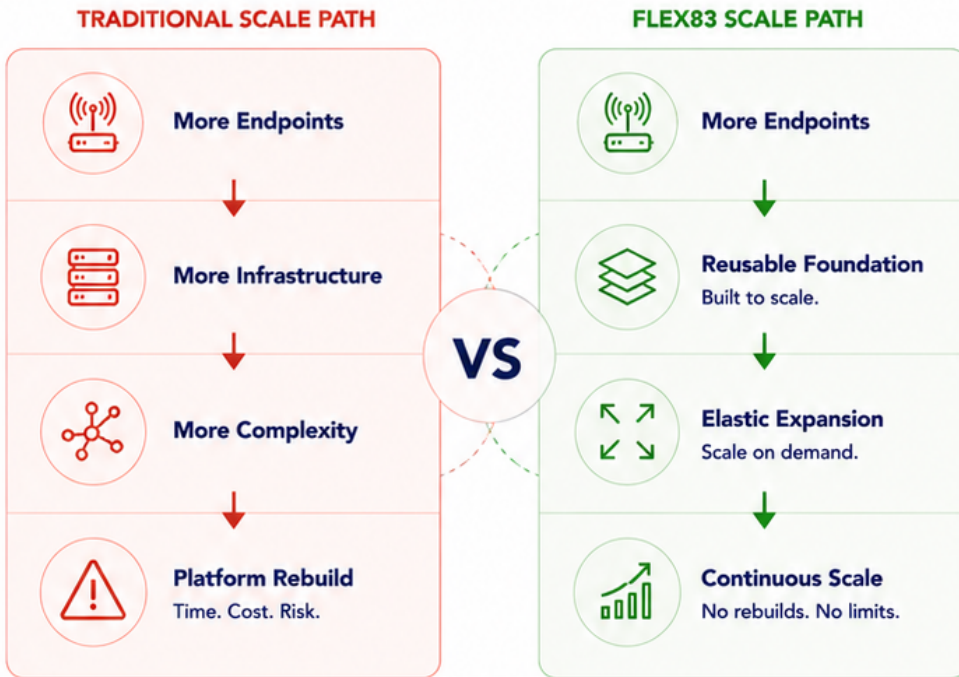 TRADITIONAL SCALE PATH
More Endpoints
More Infrastructure
More Complexity
Platform Rebuild
Time. Cost. Risk.
VS
FLEX83 SCALE PATH
More Endpoints
Reusable Foundation
Built to scale.
Elastic Expansion
Scale on demand.
Continuous Scale
No rebuilds. No limits.